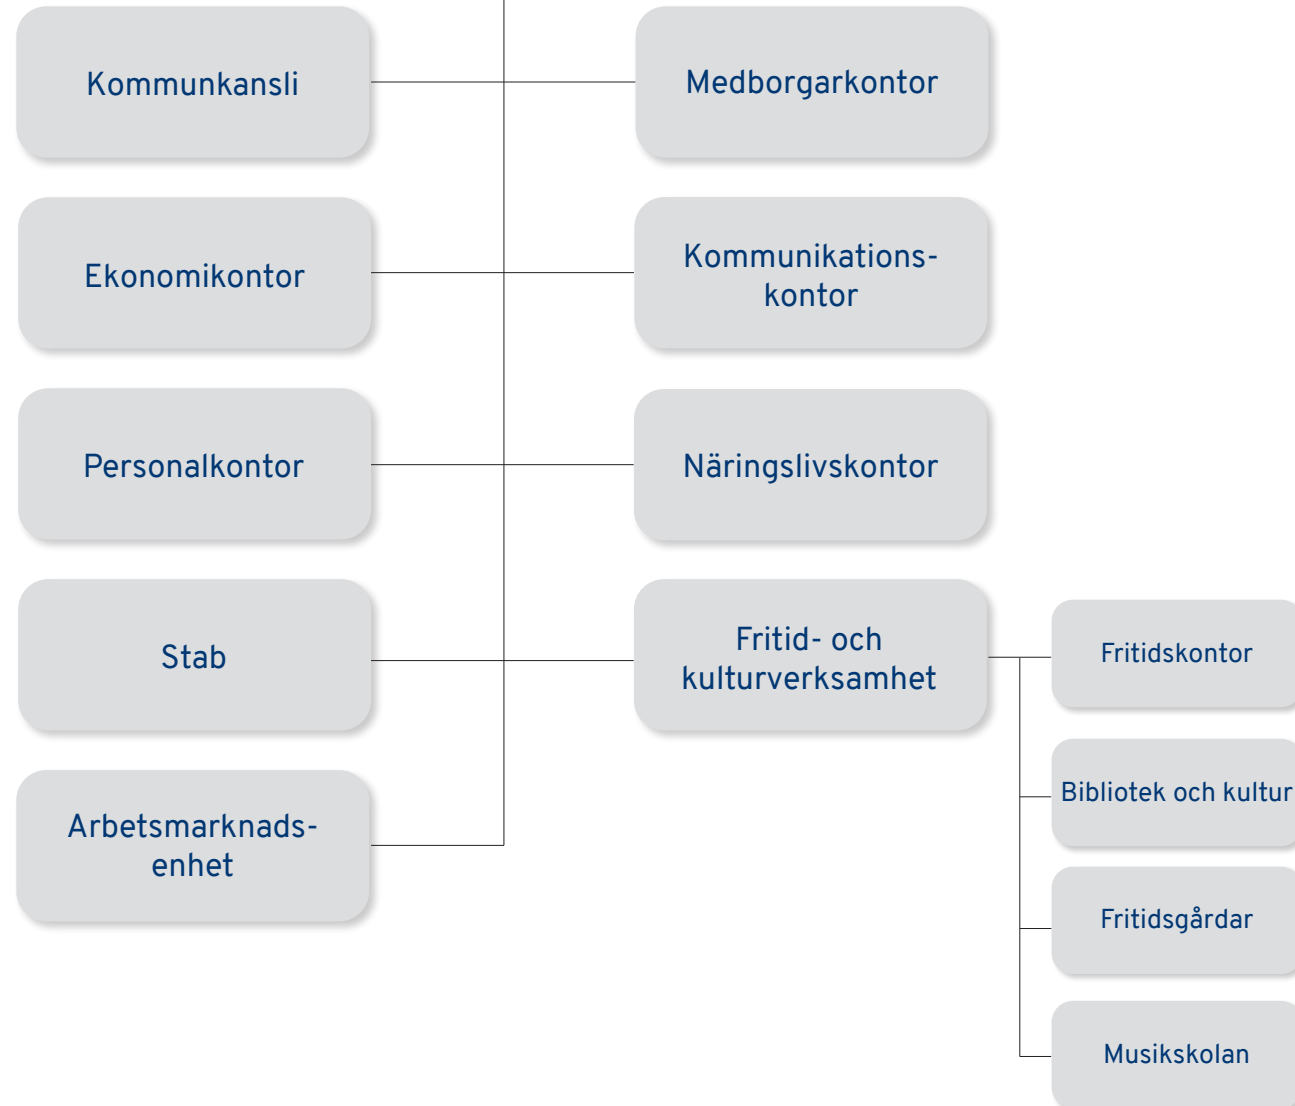 Kommunkansli
Medborgarkontor
Ekonomikontor
Kommunikations-
kontor
Personalkontor
Näringslivskontor
Stab
Fritid- och
kulturverksamhet
Fritidskontor
Bibliotek och kultur
Arbetsmarknads-
enhet
Fritidsgårdar
Musikskolan